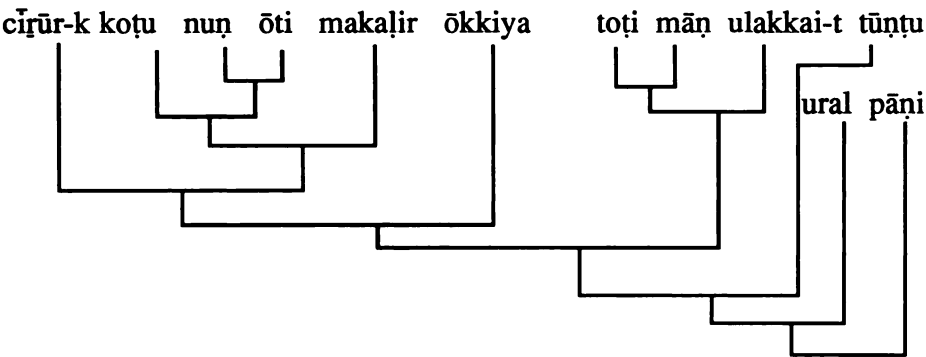 ciṟūr-k koṭu nuṇ ōti makaḷir ōkkiya toṭi māṇ ulakkai-t tūṇṭu
ural pāṇi